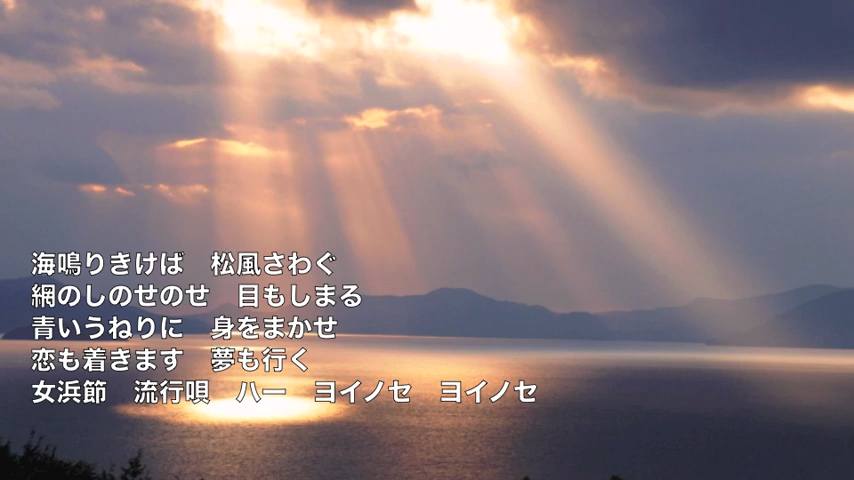 海鳴りきけば　松風さわぐ
網のしのせのせ　目もしまる
青いうねりに　身をまかせ
恋も着きます　夢も行く
女浜節　流行唄　ハー　ヨイノセ　ヨイノセ